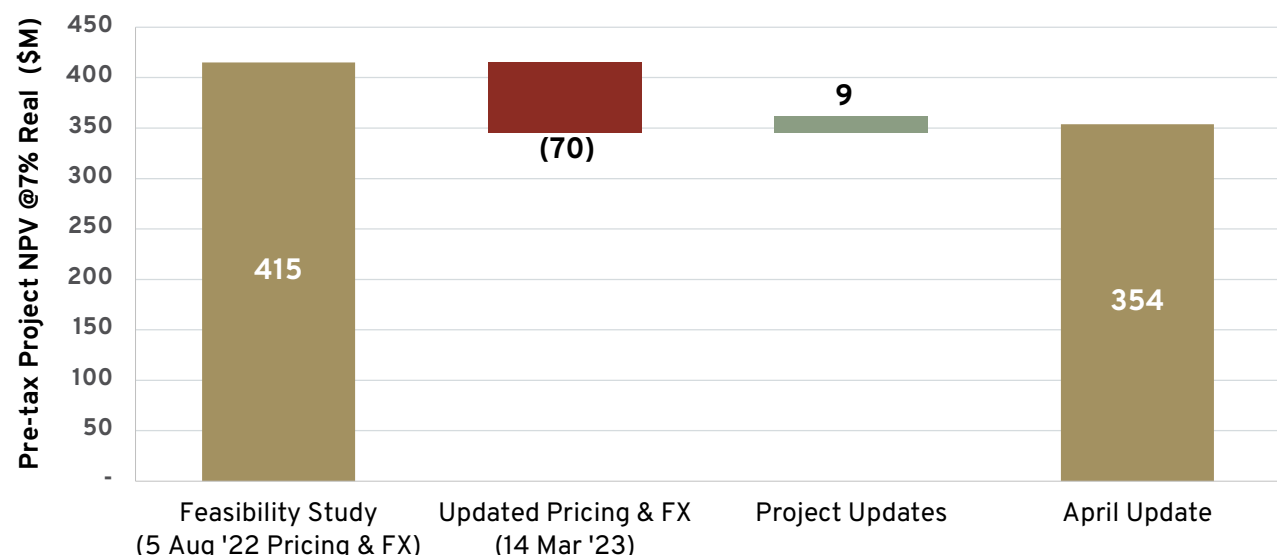 Pre-tax Project NPV @7% Real ($M)
450
400
350
300
250
200
150
100
50
-
415
(70)
9
354
Feasibility Study
(5 Aug '22 Pricing & FX)
Updated Pricing & FX
(14 Mar '23)
Project Updates
April Update